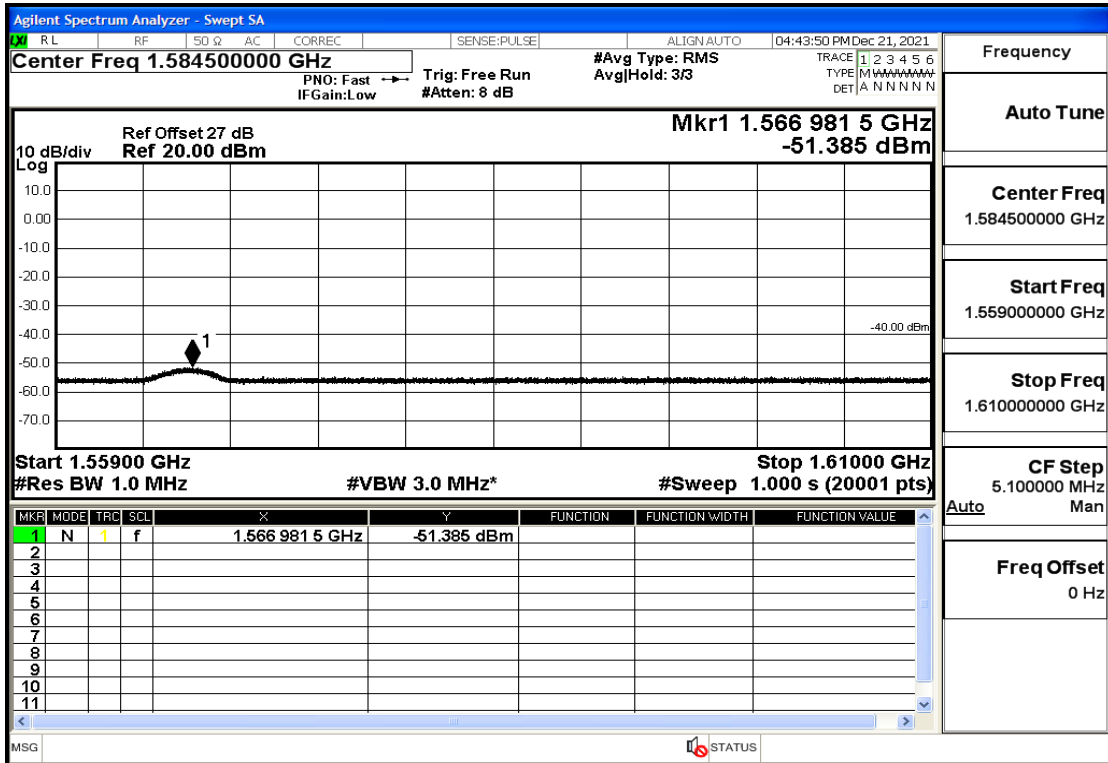 Agilent Spectrum Analyzer - Swept SA
LXI RL RF 50 Ω AC CORREC SENSE:PULSE ALIGN AUTO 04:43:50 PM Dec 21, 2021
Center Freq 1.584500000 GHz
PNO: Fast
IFGain:Low
Trig: Free Run
#Atten: 8 dB
#Avg Type: RMS
Avg|Hold: 3/3
TRACE 1 2 3 4 5 6
TYPE M WWWWW
DET A N N N N N
Ref Offset 27 dB
10 dB/div Ref 20.00 dBm
Log
Mkr1 1.566 981 5 GHz
-51.385 dBm
10.0
0.00
-10.0
-20.0
-30.0
-40.0
-50.0
-60.0
-70.0
-40.00 dBm
1
Start 1.55900 GHz Stop 1.61000 GHz
#Res BW 1.0 MHz #VBW 3.0 MHz* #Sweep 1.000 s (20001 pts)
MKR MODE TRC SCL X Y FUNCTION FUNCTION WIDTH FUNCTION VALUE
1 N 1 f 1.566 981 5 GHz -51.385 dBm
2
3
4
5
6
7
8
9
10
11
MSG STATUS
Frequency
Auto Tune
Center Freq
1.584500000 GHz
Start Freq
1.559000000 GHz
Stop Freq
1.610000000 GHz
CF Step
5.100000 MHz
Auto Man
Freq Offset
0 Hz